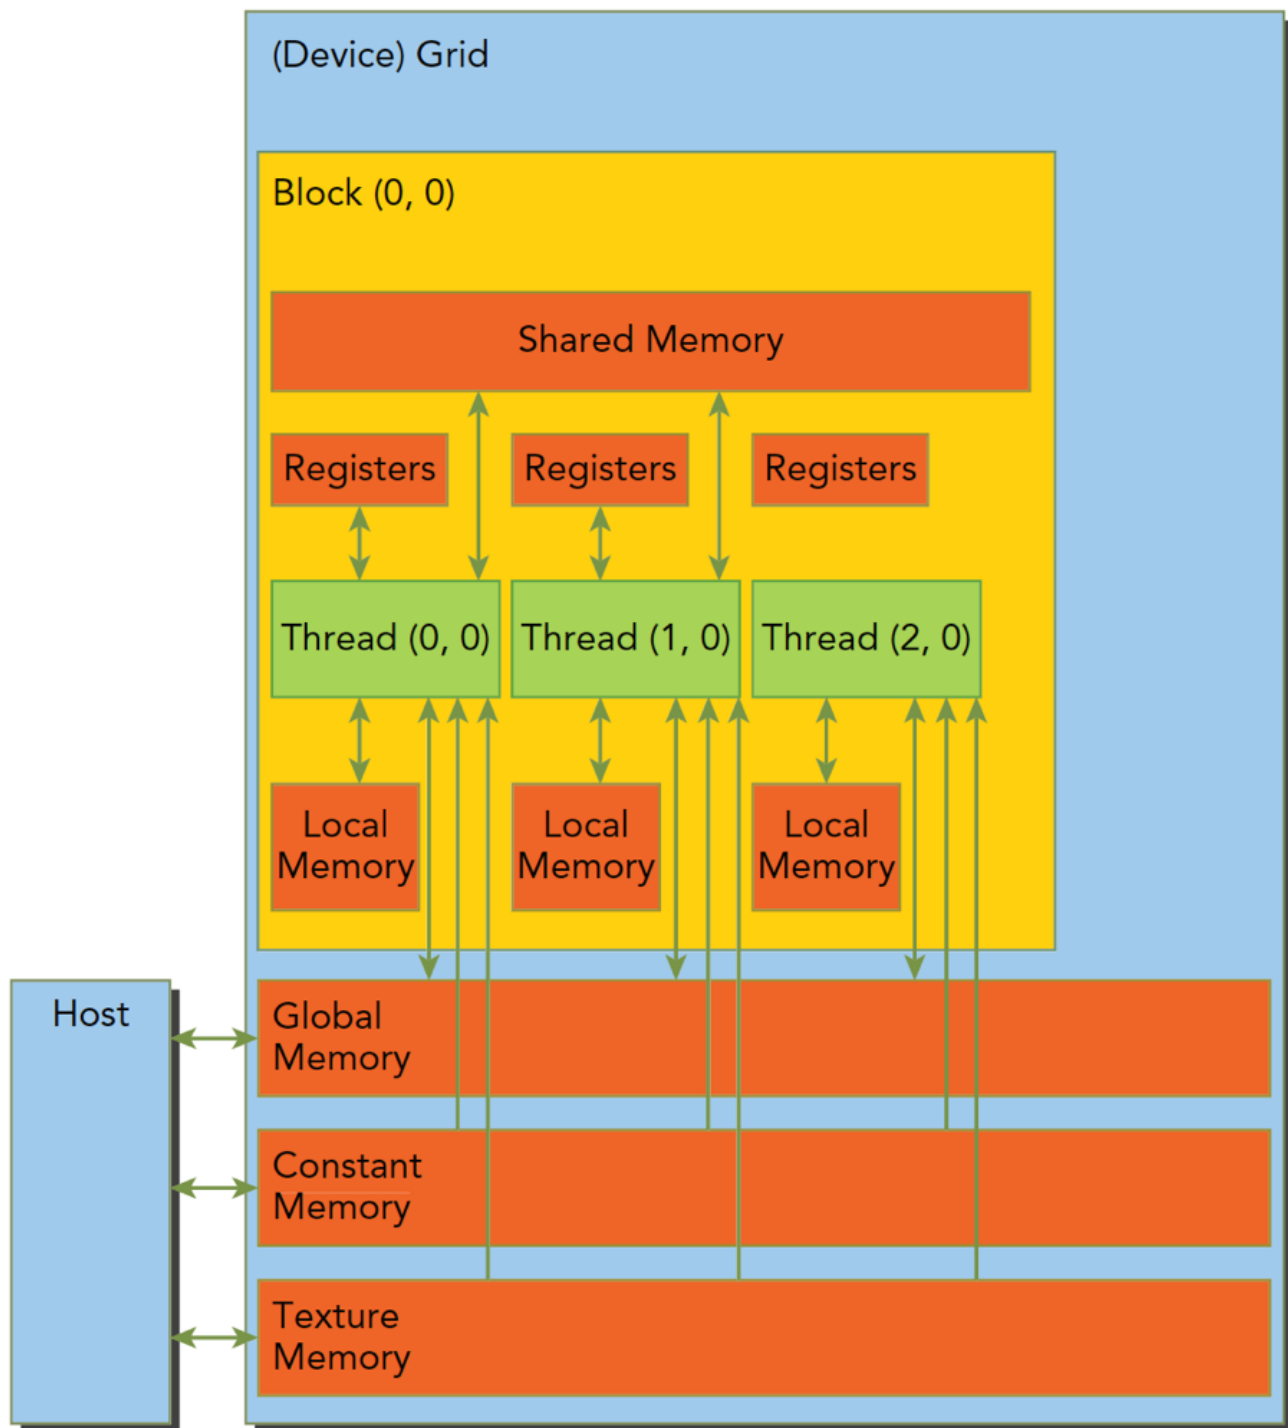 (Device) Grid
Block (0, 0)
Shared Memory
Registers
Registers
Registers
Thread (0, 0)
Thread (1, 0)
Thread (2, 0)
Local
Memory
Local
Memory
Local
Memory
Host
Global
Memory
Constant
Memory
Texture
Memory